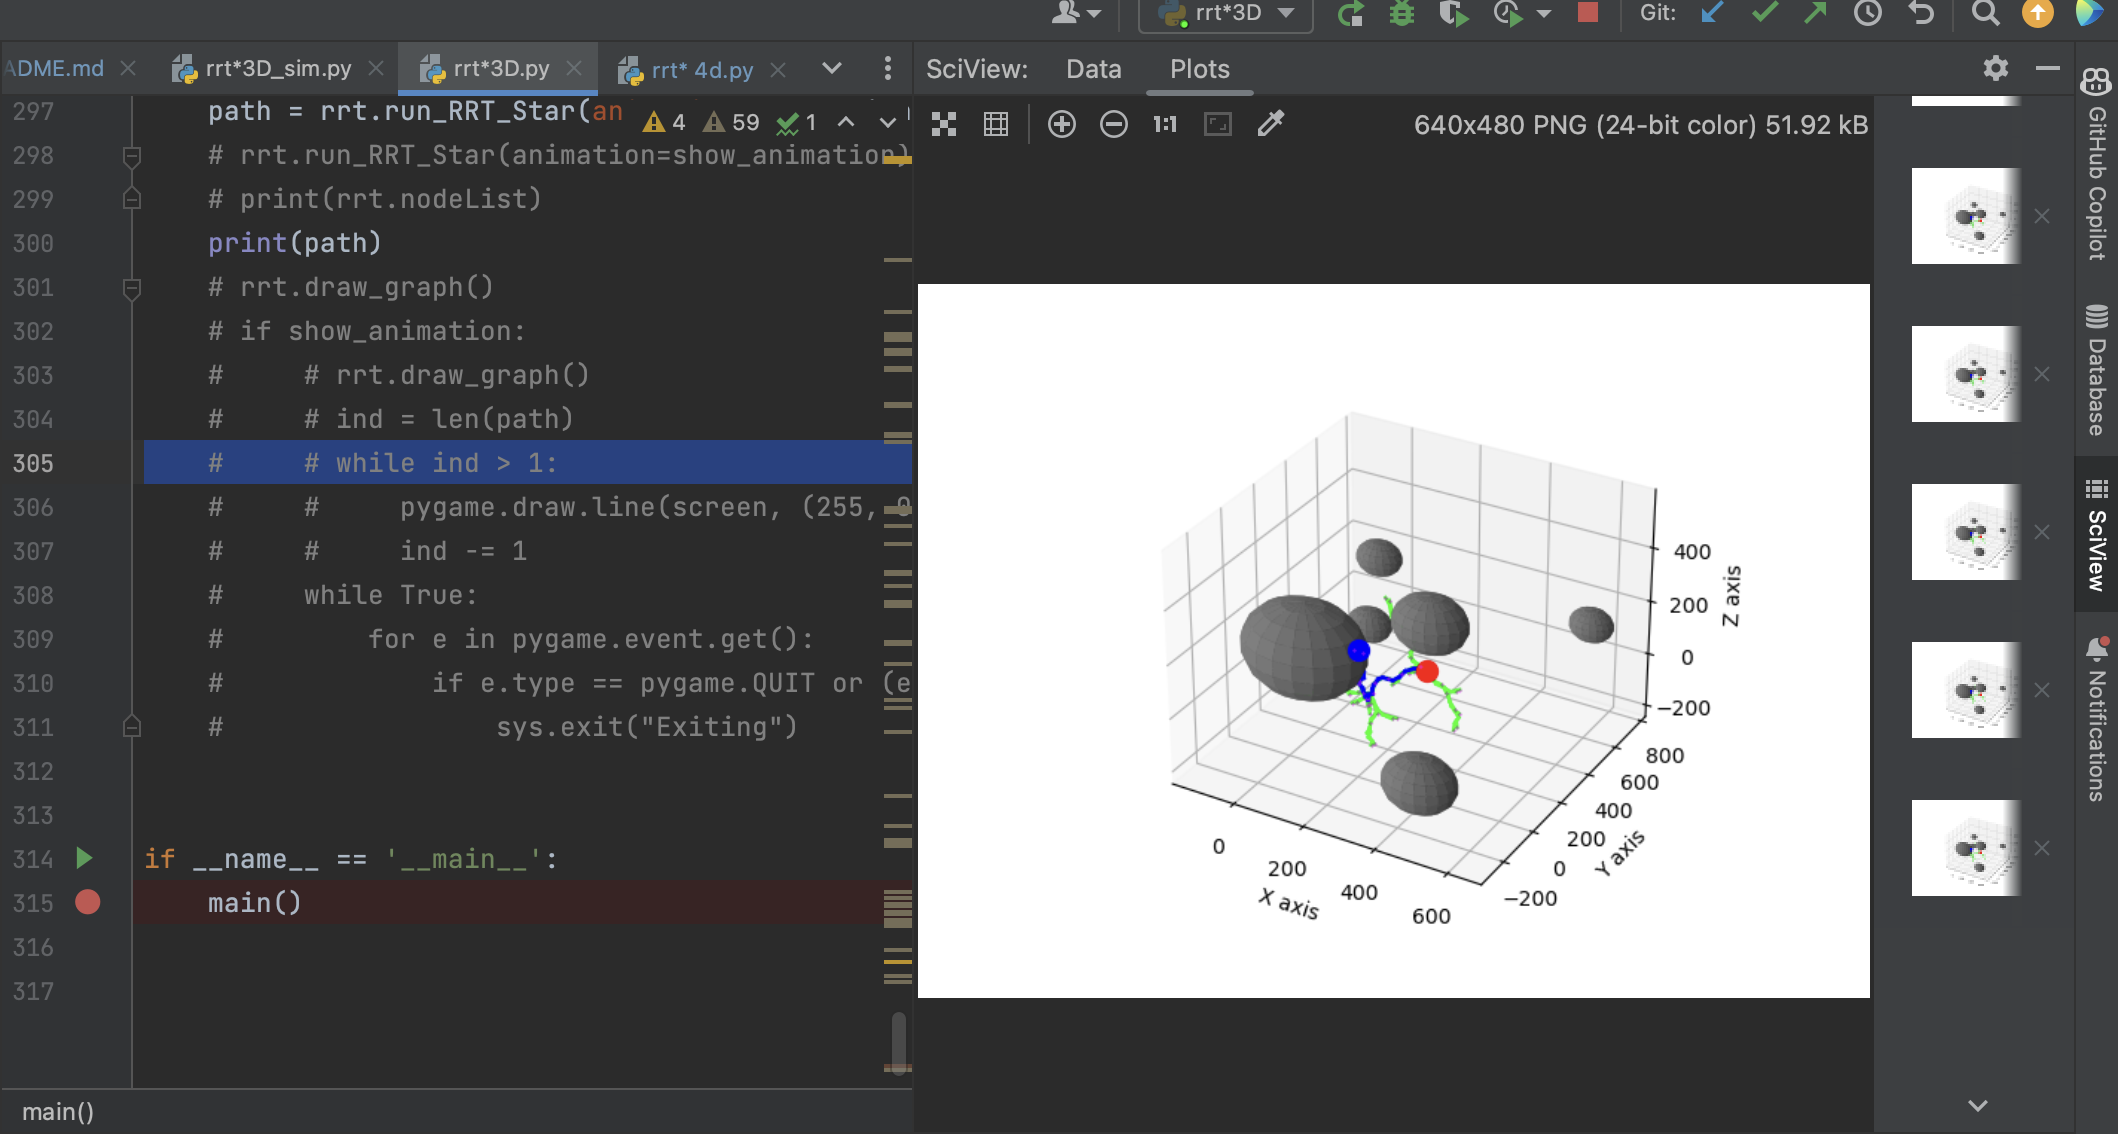 rrt*3D
Git:
ADME.md
rrt*3D_sim.py
rrt*3D.py
rrt* 4d.py
SciView:
Data
Plots
297 path = rrt.run_RRT_Star(an
4 59 1
298 # rrt.run_RRT_Star(animation=show_animation)
299 # print(rrt.nodeList)
300 print(path)
301 # rrt.draw_graph()
302 # if show_animation:
303 #     # rrt.draw_graph()
304 #     # ind = len(path)
305 #     # while ind > 1:
306 #     #     pygame.draw.line(screen, (255, 0
307 #     #     ind -= 1
308 #     while True:
309 #         for e in pygame.event.get():
310 #             if e.type == pygame.QUIT or (e
311 #                 sys.exit("Exiting")
312
313
314 if __name__ == '__main__':
315     main()
316
317
main()
1:1
640x480 PNG (24-bit color) 51.92 kB
400
200
0
−200
Z axis
800
600
400
200
0
−200
Y axis
0
200
400
600
X axis
GitHub Copilot
Database
SciView
Notifications